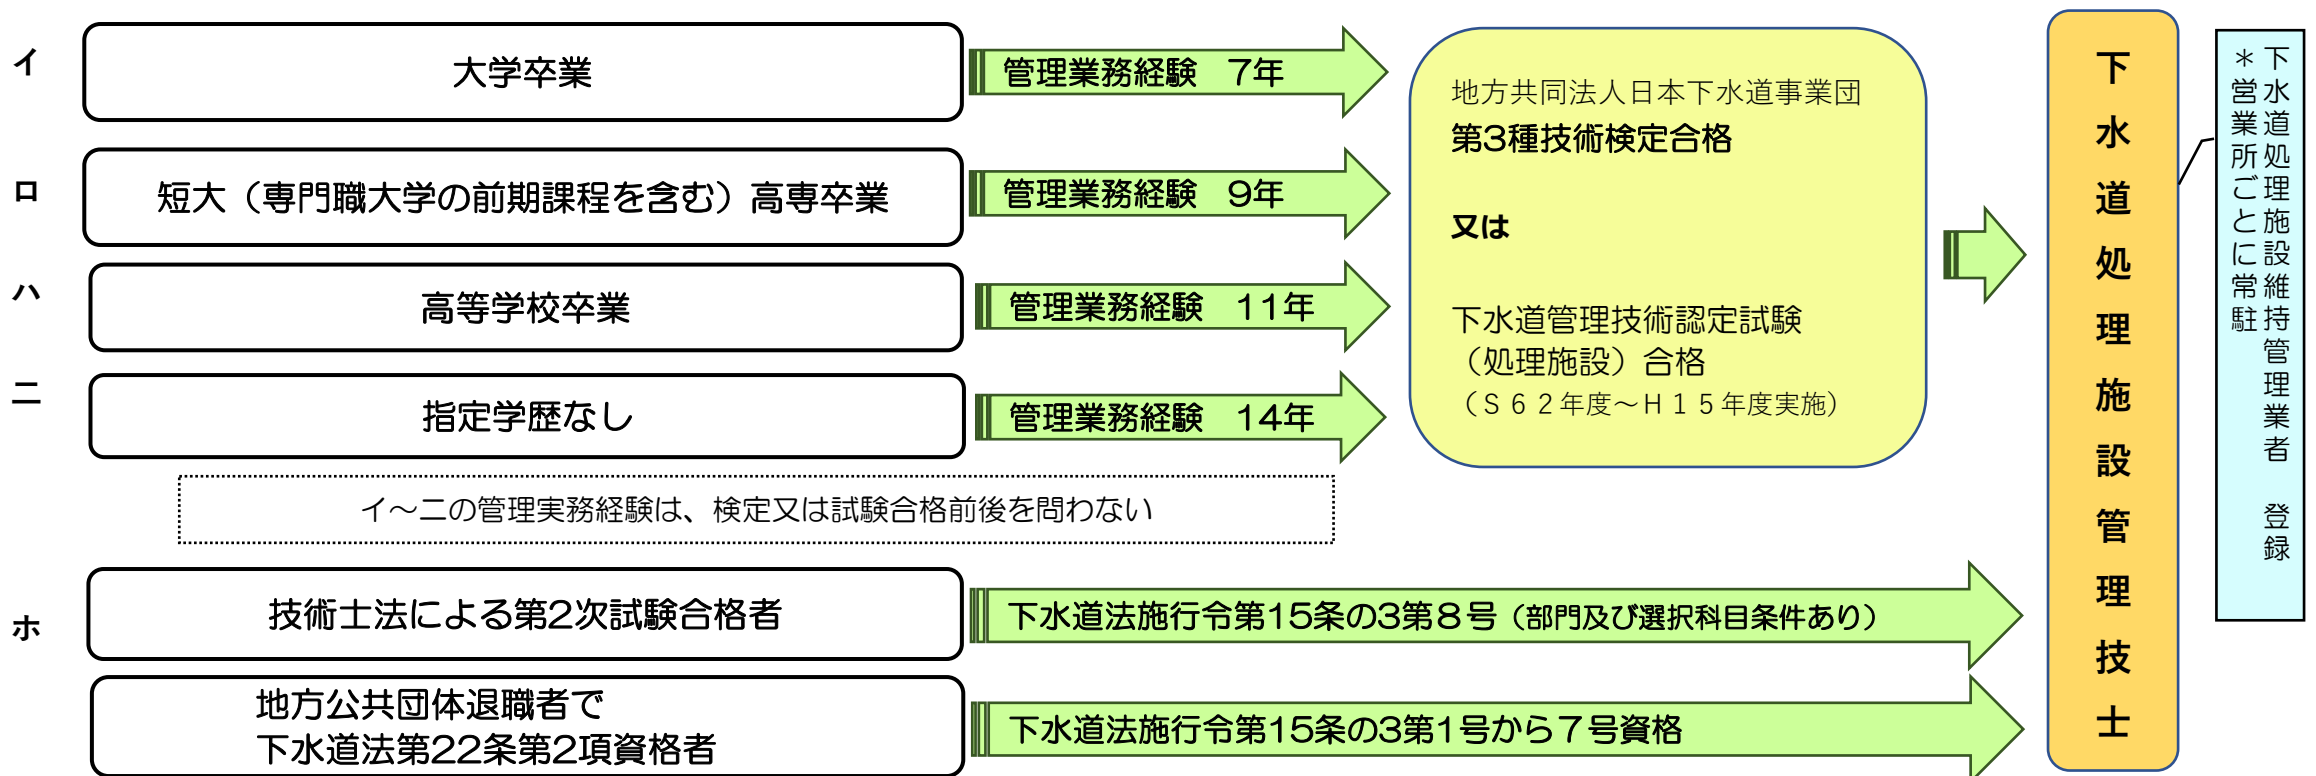 イ
大学卒業
管理業務経験　7年
ロ
短大（専門職大学の前期課程を含む）高専卒業
管理業務経験　9年
ハ
高等学校卒業
管理業務経験　11年
ニ
指定学歴なし
管理業務経験　14年
地方共同法人日本下水道事業団
第3種技術検定合格
又は
下水道管理技術認定試験
（処理施設）合格
（Ｓ６２年度～Ｈ１５年度実施）
イ～ニの管理実務経験は、検定又は試験合格前後を問わない
ホ
技術士法による第2次試験合格者
下水道法施行令第15条の3第８号（部門及び選択科目条件あり）
地方公共団体退職者で
下水道法第22条第2項資格者
下水道法施行令第15条の3第1号から７号資格
下水道処理施設管理技士
下水道処理施設維持管理業者　登録
＊営業所ごとに常駐